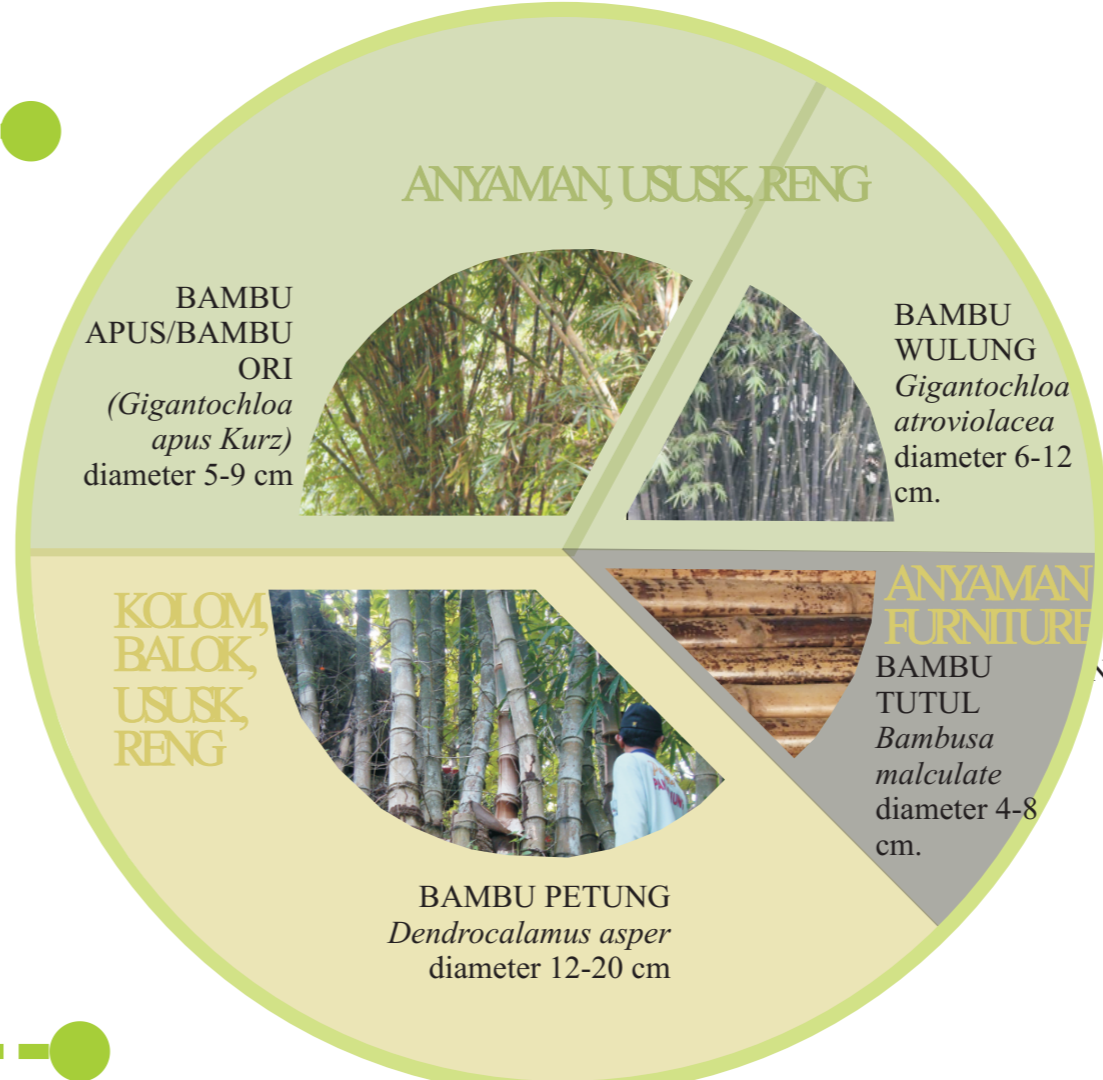 ANYAMAN, USUSK, RENG
BAMBU
APUS/BAMBU
ORI
(Gigantochloa
apus Kurz)
diameter 5-9 cm
BAMBU
WULUNG
Gigantochloa
atroviolacea
diameter 6-12
cm.
KOLOM,
BALOK,
USUSK,
RENG
ANYAMAN
FURNITURE
BAMBU
TUTUL
Bambusa
malculate
diameter 4-8
cm.
BAMBU PETUNG
Dendrocalamus asper
diameter 12-20 cm